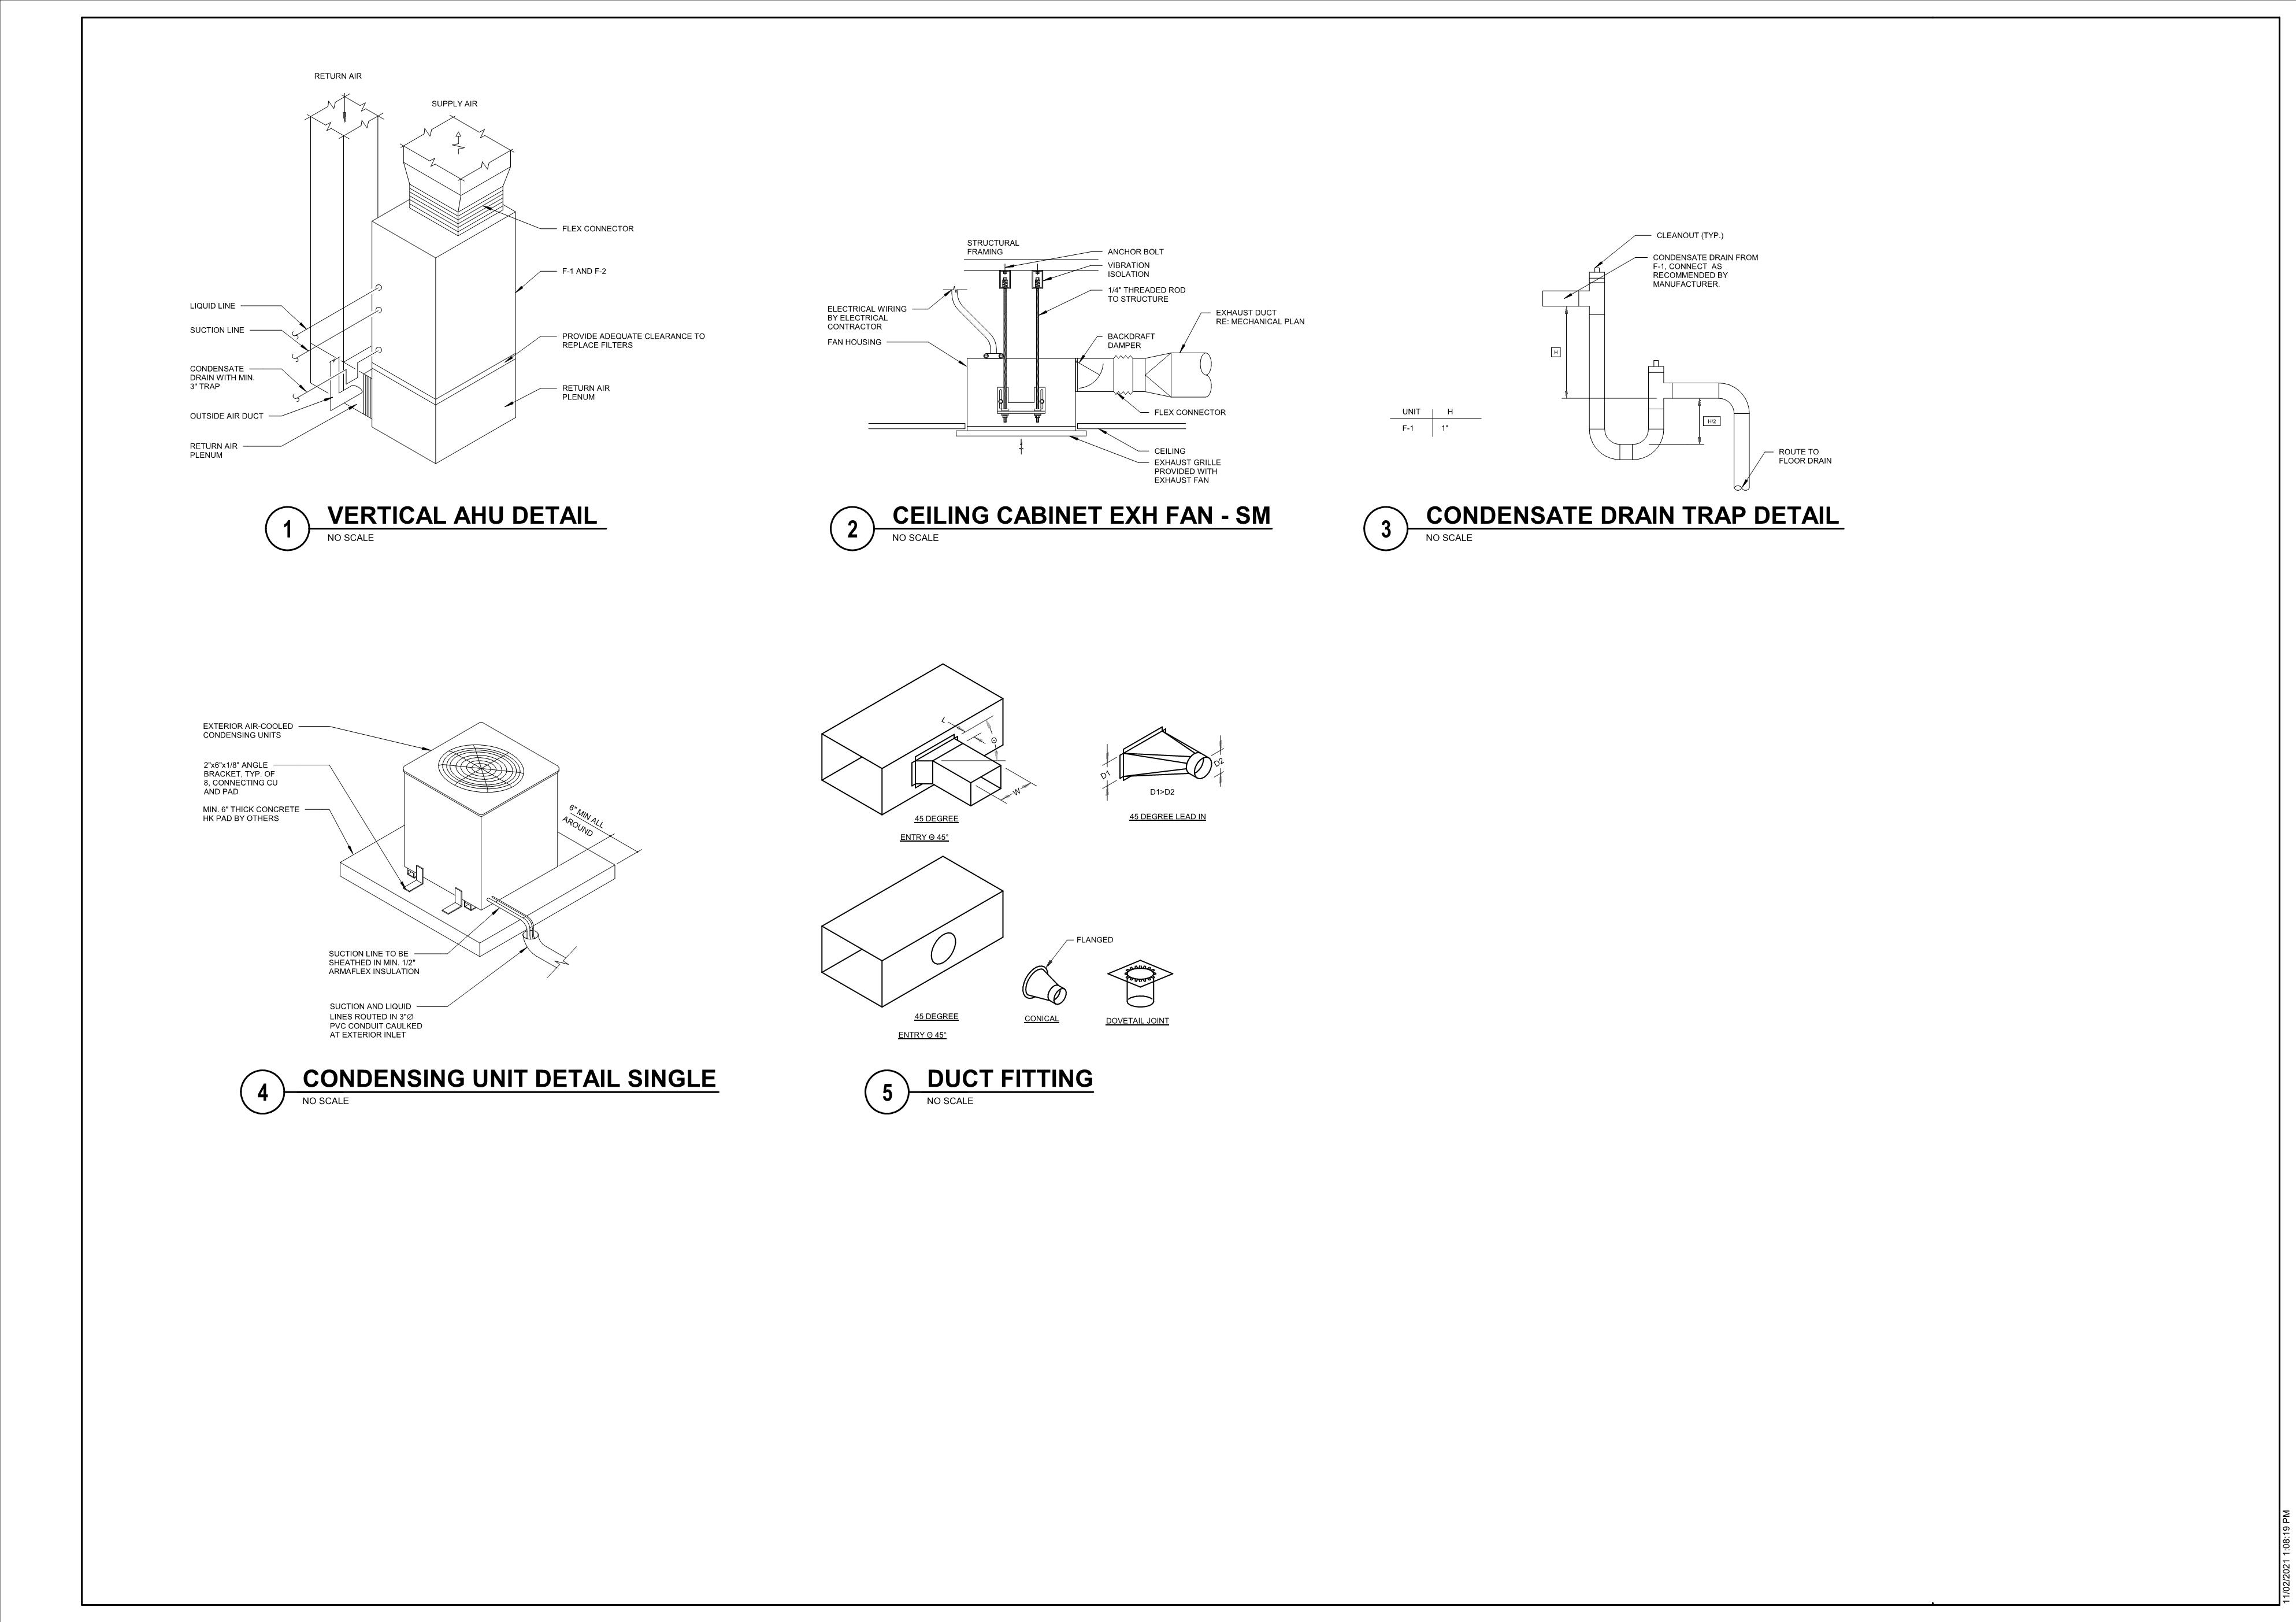 RETURN AIR
SUPPLY AIR
FLEX CONNECTOR
F-1 AND F-2
LIQUID LINE
SUCTION LINE
PROVIDE ADEQUATE CLEARANCE TO
REPLACE FILTERS
CONDENSATE
DRAIN WITH MIN.
3" TRAP
RETURN AIR
PLENUM
OUTSIDE AIR DUCT
RETURN AIR
PLENUM
1
VERTICAL AHU DETAIL
NO SCALE
STRUCTURAL
FRAMING
ANCHOR BOLT
VIBRATION
ISOLATION
1/4" THREADED ROD
TO STRUCTURE
ELECTRICAL WIRING
BY ELECTRICAL
CONTRACTOR
EXHAUST DUCT
RE: MECHANICAL PLAN
FAN HOUSING
BACKDRAFT
DAMPER
FLEX CONNECTOR
CEILING
EXHAUST GRILLE
PROVIDED WITH
EXHAUST FAN
2
CEILING CABINET EXH FAN - SM
NO SCALE
CLEANOUT (TYP.)
CONDENSATE DRAIN FROM
F-1, CONNECT AS
RECOMMENDED BY
MANUFACTURER.
H
UNIT H
F-1 1"
H/2
ROUTE TO
FLOOR DRAIN
3
CONDENSATE DRAIN TRAP DETAIL
NO SCALE
EXTERIOR AIR-COOLED
CONDENSING UNITS
2"x6"x1/8" ANGLE
BRACKET, TYP. OF
8, CONNECTING CU
AND PAD
MIN. 6" THICK CONCRETE
HK PAD BY OTHERS
6" MIN ALL
AROUND
SUCTION LINE TO BE
SHEATHED IN MIN. 1/2"
ARMAFLEX INSULATION
SUCTION AND LIQUID
LINES ROUTED IN 3"∅
PVC CONDUIT CAULKED
AT EXTERIOR INLET
4
CONDENSING UNIT DETAIL SINGLE
NO SCALE
L
Θ
W
45 DEGREE
ENTRY Θ 45°
D1
D2
D1>D2
45 DEGREE LEAD IN
FLANGED
45 DEGREE
ENTRY Θ 45°
CONICAL
DOVETAIL JOINT
5
DUCT FITTING
NO SCALE
11/02/2021 1:08:19 PM